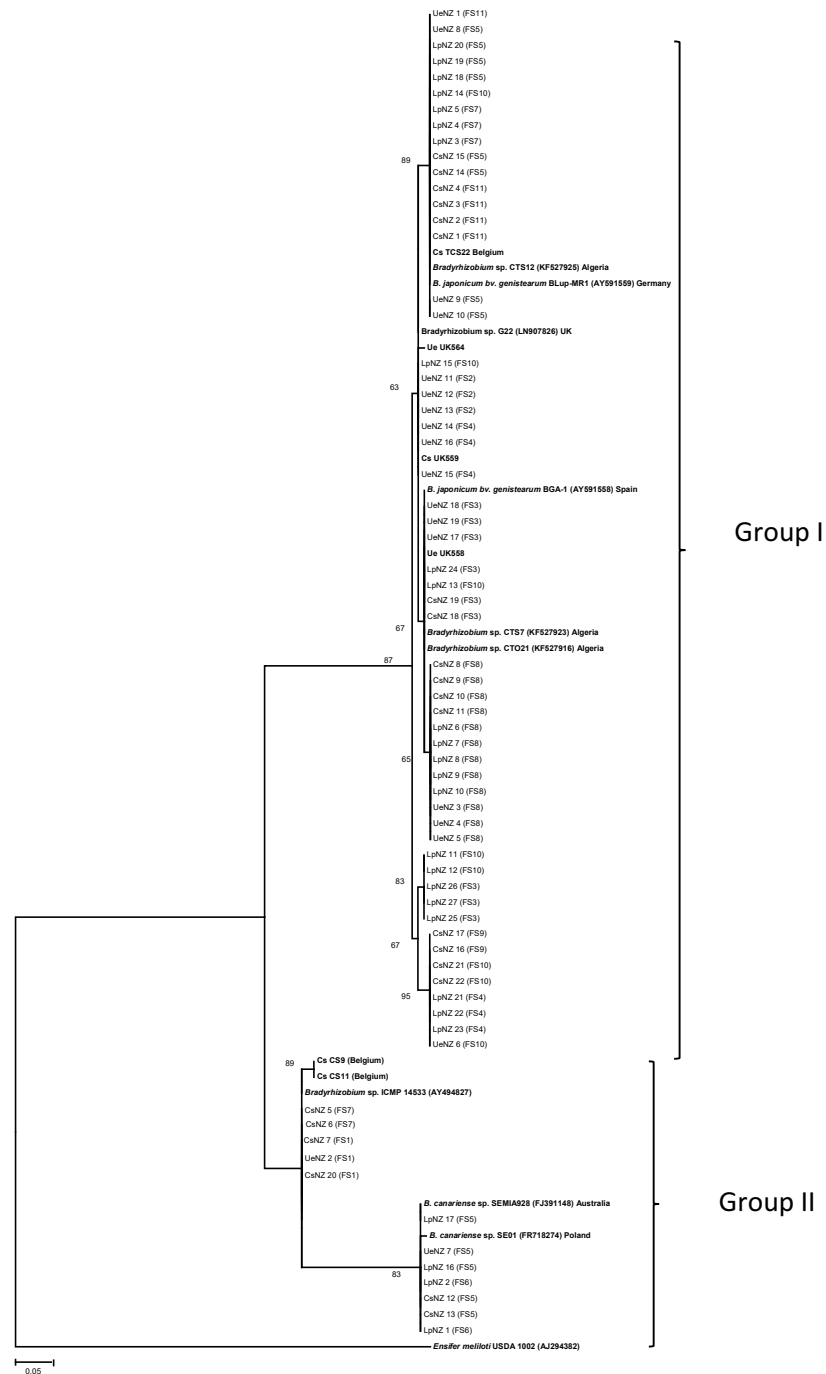 UeNZ 1 (FS11)
UeNZ 8 (FS5)
LpNZ 20 (FS5)
LpNZ 19 (FS5)
LpNZ 18 (FS5)
LpNZ 14 (FS10)
LpNZ 5 (FS7)
LpNZ 4 (FS7)
LpNZ 3 (FS7)
CsNZ 15 (FS5)
89
CsNZ 14 (FS5)
CsNZ 4 (FS11)
CsNZ 3 (FS11)
CsNZ 2 (FS11)
CsNZ 1 (FS11)
Cs TCS22 Belgium
Bradyrhizobium sp. CTS12 (KF527925) Algeria
B. japonicum bv. genistearum BLup-MR1 (AY591559) Germany
UeNZ 9 (FS5)
UeNZ 10 (FS5)
Bradyrhizobium sp. G22 (LN907826) UK
Ue UK564
LpNZ 15 (FS10)
UeNZ 11 (FS2)
63
UeNZ 12 (FS2)
UeNZ 13 (FS2)
UeNZ 14 (FS4)
UeNZ 16 (FS4)
Cs UK559
UeNZ 15 (FS4)
B. japonicum bv. genistearum BGA-1 (AY591558) Spain
UeNZ 18 (FS3)
UeNZ 19 (FS3)
Group I
UeNZ 17 (FS3)
Ue UK558
LpNZ 24 (FS3)
LpNZ 13 (FS10)
CsNZ 19 (FS3)
CsNZ 18 (FS3)
67
Bradyrhizobium sp. CTS7 (KF527923) Algeria
Bradyrhizobium sp. CTO21 (KF527916) Algeria
87
CsNZ 8 (FS8)
CsNZ 9 (FS8)
CsNZ 10 (FS8)
CsNZ 11 (FS8)
LpNZ 6 (FS8)
LpNZ 7 (FS8)
65
LpNZ 8 (FS8)
LpNZ 9 (FS8)
LpNZ 10 (FS8)
UeNZ 3 (FS8)
UeNZ 4 (FS8)
UeNZ 5 (FS8)
LpNZ 11 (FS10)
LpNZ 12 (FS10)
83
LpNZ 26 (FS3)
LpNZ 27 (FS3)
LpNZ 25 (FS3)
CsNZ 17 (FS9)
67
CsNZ 16 (FS9)
CsNZ 21 (FS10)
CsNZ 22 (FS10)
95
LpNZ 21 (FS4)
LpNZ 22 (FS4)
LpNZ 23 (FS4)
UeNZ 6 (FS10)
89
Cs CS9 (Belgium)
Cs CS11 (Belgium)
Bradyrhizobium sp. ICMP 14533 (AY494827)
CsNZ 5 (FS7)
CsNZ 6 (FS7)
CsNZ 7 (FS1)
UeNZ 2 (FS1)
CsNZ 20 (FS1)
Group II
B. canariense sp. SEMIA928 (FJ391148) Australia
LpNZ 17 (FS5)
B. canariense sp. SE01 (FR718274) Poland
UeNZ 7 (FS5)
LpNZ 16 (FS5)
83
LpNZ 2 (FS6)
CsNZ 12 (FS5)
CsNZ 13 (FS5)
LpNZ 1 (FS6)
Ensifer meliloti USDA 1002 (AJ294382)
0.05